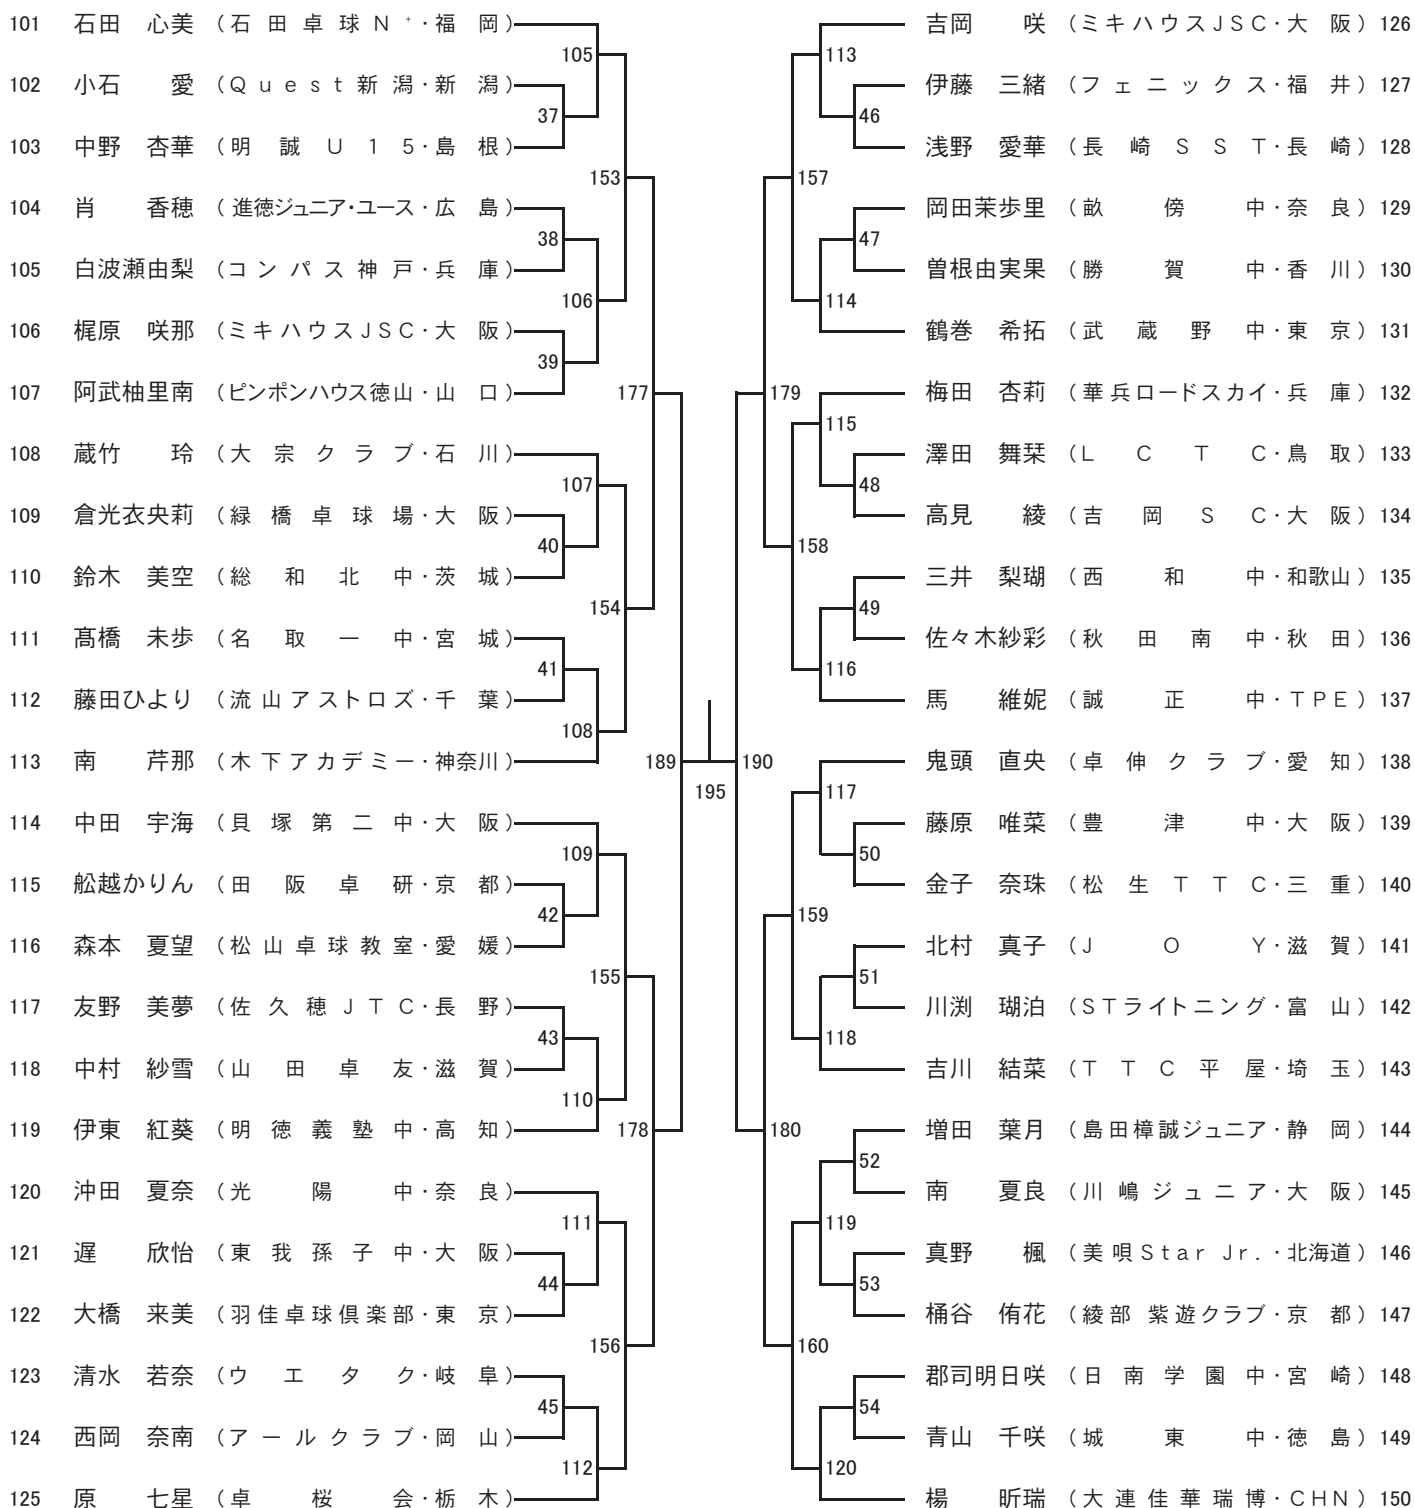 101 石田 心美 (石田卓球N⁺・福岡)
102 小石 愛 (Quest新潟・新潟)
103 中野 杏華 (明誠U15・島根)
104 肖 香穂 (進徳ジュニア・ユース・広島)
105 白波瀬由梨 (コンパス神戸・兵庫)
106 梶原 咲那 (ミキハウスJSC・大阪)
107 阿武柚里南 (ピンポンハウス徳山・山口)
108 蔵竹 玲 (大宗クラブ・石川)
109 倉光衣央莉 (緑橋卓球場・大阪)
110 鈴木 美空 (総和北中・茨城)
111 髙橋 未歩 (名取一中・宮城)
112 藤田ひより (流山アストロズ・千葉)
113 南 芹那 (木下アカデミー・神奈川)
114 中田 宇海 (貝塚第二中・大阪)
115 舩越かりん (田阪卓研・京都)
116 森本 夏望 (松山卓球教室・愛媛)
117 友野 美夢 (佐久穂JTC・長野)
118 中村 紗雪 (山田卓友・滋賀)
119 伊東 紅葵 (明徳義塾中・高知)
120 沖田 夏奈 (光陽中・奈良)
121 遅 欣怡 (東我孫子中・大阪)
122 大橋 来美 (羽佳卓球倶楽部・東京)
123 清水 若奈 (ウエタク・岐阜)
124 西岡 奈南 (アールクラブ・岡山)
125 原 七星 (卓桜会・栃木)
105
37
153
38
106
39
177
107
40
154
41
108
189
109
42
155
43
110
178
111
44
156
45
112
195
190
113
46
157
47
114
179
115
48
158
49
116
117
50
159
51
118
180
52
119
53
160
54
120
吉岡 咲 (ミキハウスJSC・大阪) 126
伊藤 三緒 (フェニックス・福井) 127
浅野 愛華 (長崎SST・長崎) 128
岡田茉歩里 (畝傍中・奈良) 129
曽根由実果 (勝賀中・香川) 130
鶴巻 希拓 (武蔵野中・東京) 131
梅田 杏莉 (華兵ロードスカイ・兵庫) 132
澤田 舞栞 (LCTC・鳥取) 133
高見 綾 (吉岡SC・大阪) 134
三井 梨瑚 (西和中・和歌山) 135
佐々木紗彩 (秋田南中・秋田) 136
馬 維妮 (誠正中・TPE) 137
鬼頭 直央 (卓伸クラブ・愛知) 138
藤原 唯菜 (豊津中・大阪) 139
金子 奈珠 (松生TTC・三重) 140
北村 真子 (JOY・滋賀) 141
川渕 瑚泊 (STライトニング・富山) 142
吉川 結菜 (TTC平屋・埼玉) 143
増田 葉月 (島田樟誠ジュニア・静岡) 144
南 夏良 (川嶋ジュニア・大阪) 145
真野 楓 (美唄Star Jr.・北海道) 146
桶谷 侑花 (綾部 紫遊クラブ・京都) 147
郡司明日咲 (日南学園中・宮崎) 148
青山 千咲 (城東中・徳島) 149
楊 昕瑞 (大連佳華瑞博・CHN) 150